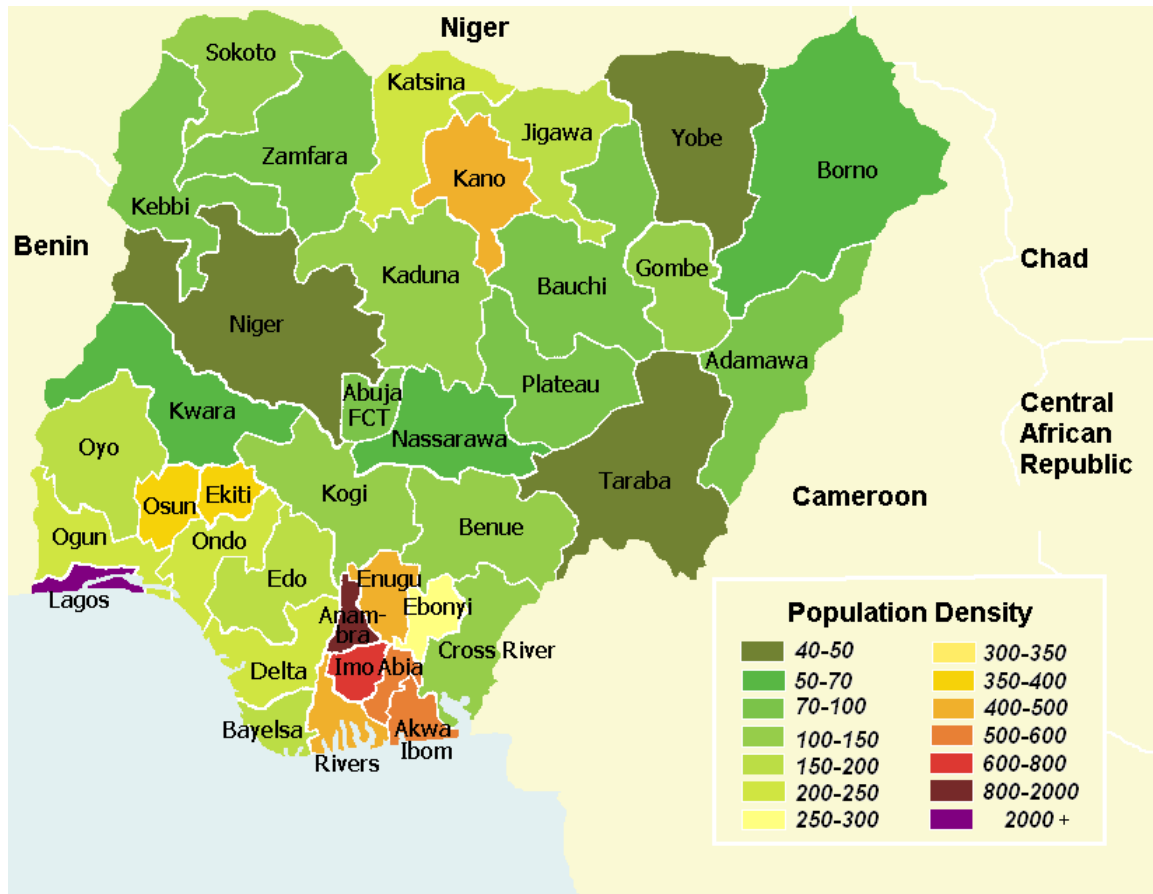 Niger
Sokoto
Katsina
Jigawa
Yobe
Zamfara
Kano
Borno
Kebbi
Benin
Chad
Kaduna
Gombe
Bauchi
Niger
Adamawa
Plateau
Abuja
FCT
Kwara
Nassarawa
Central
African
Republic
Oyo
Taraba
Cameroon
Osun
Ekiti
Kogi
Benue
Ogun
Ondo
Edo
Enugu
Lagos
Anam-
bra
Ebonyi
Cross River
Delta
Imo
Abia
Bayelsa
Akwa
Ibom
Rivers
Population Density
40-50
50-70
70-100
100-150
150-200
200-250
250-300
300-350
350-400
400-500
500-600
600-800
800-2000
2000 +